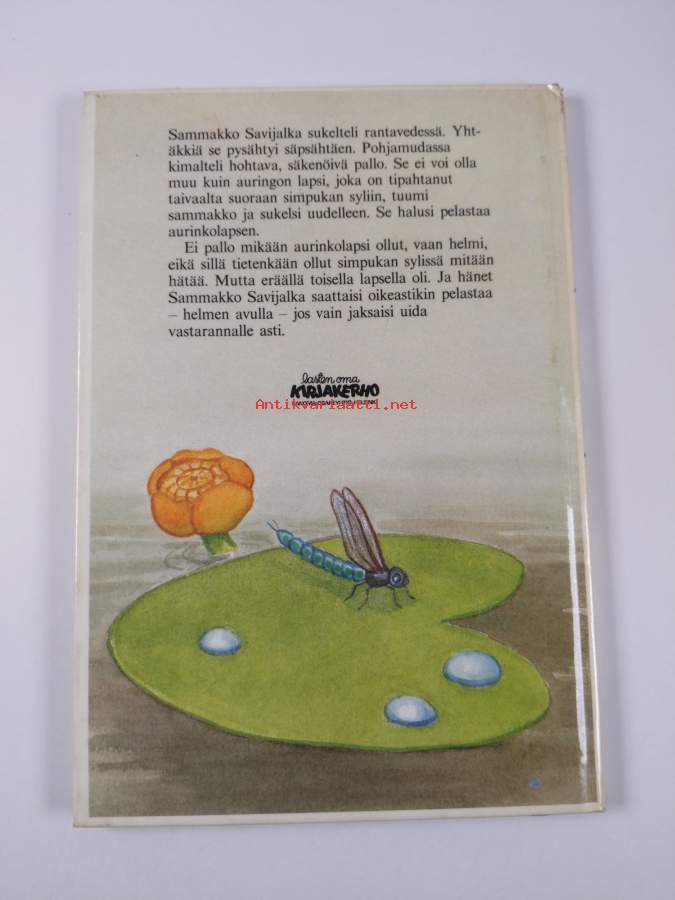 Sammakko Savijalka sukelteli rantavedessä. Yht-
äkkiä se pysähtyi säpsähtäen. Pohjamudassa
kimalteli hohtava, säkenöivä pallo. Se ei voi olla
muu kuin auringon lapsi, joka on tipahtanut
taivaalta suoraan simpukan syliin, tuumi
sammakko ja sukelsi uudelleen. Se halusi pelastaa
aurinkolapsen.
Ei pallo mikään aurinkolapsi ollut, vaan helmi,
eikä sillä tietenkään ollut simpukan sylissä mitään
hätää. Mutta eräällä toisella lapsella oli. Ja hänet
Sammakko Savijalka saattaisi oikeastikin pelastaa
– helmen avulla – jos vain jaksaisi uida
vastarannalle asti.
lasten oma
KIRJAKERHO
Antikvariaatti.net